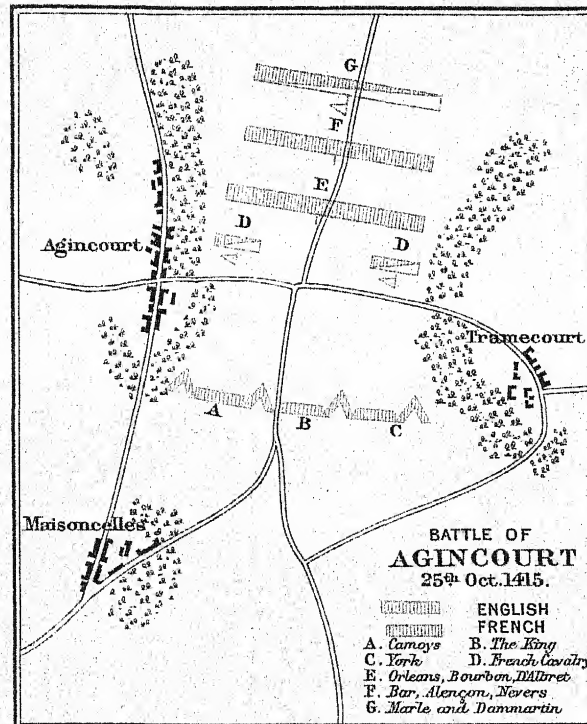 G
F
E
D D
Agincourt
Tramecourt
A B C
Maisoncelles
BATTLE OF
AGINCOURT
25th Oct. 1415.
ENGLISH
FRENCH
A. Camoys B. The King
C. York D. French Cavalry
E. Orleans, Bourbon, D'Albret
F. Bar, Alençon, Nevers
G. Marle and Dammartin